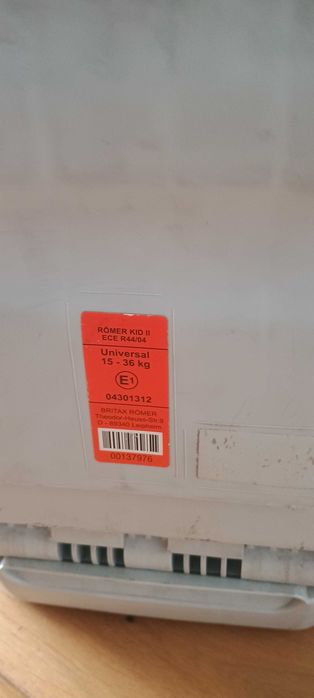 RÖMER KID II
ECE R44/04
Universal
15 - 36 kg
E1
04301312
BRITAX RÖMER
Theodor-Heuss-Str.9
D - 89340 Leipheim
00137976